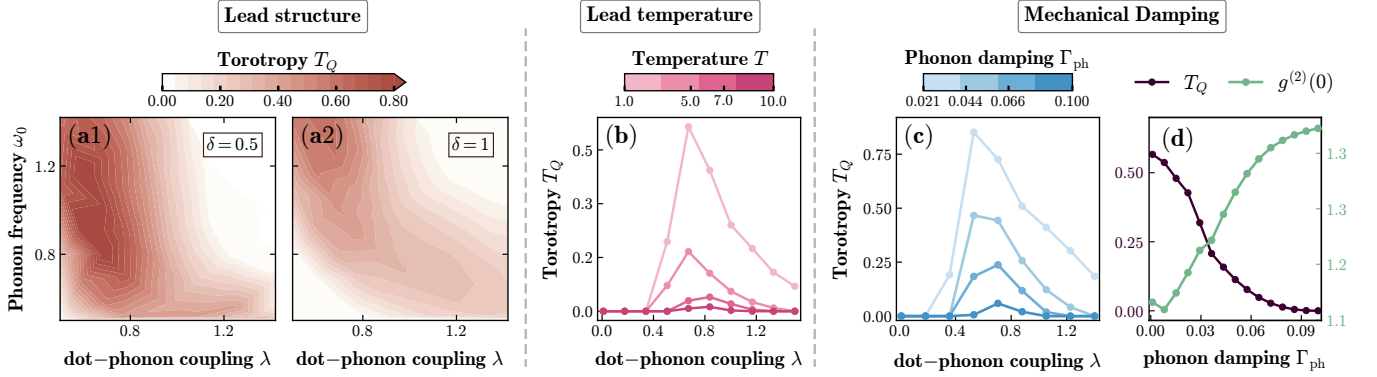 Lead structure
Lead temperature
Mechanical Damping
Torotropy T_Q
0.00 0.20 0.40 0.60 0.80
Temperature T
1.0 5.0 7.0 10.0
Phonon damping Γ_ph
0.021 0.044 0.066 0.100
T_Q g^(2)(0)
Phonon frequency ω_0
1.2
0.8
(a1)
δ = 0.5
0.8 1.2
dot−phonon coupling λ
(a2)
δ = 1
0.8 1.2
dot−phonon coupling λ
Torotropy T_Q
0.5
0.3
0.2
0.0
(b)
0.0 0.4 0.8 1.2
dot−phonon coupling λ
Torotropy T_Q
0.75
0.50
0.25
0.00
(c)
0.0 0.4 0.8 1.2
dot−phonon coupling λ
0.50
0.25
0.00
(d)
1.3
1.3
1.2
1.1
0.00 0.03 0.06 0.09
phonon damping Γ_ph